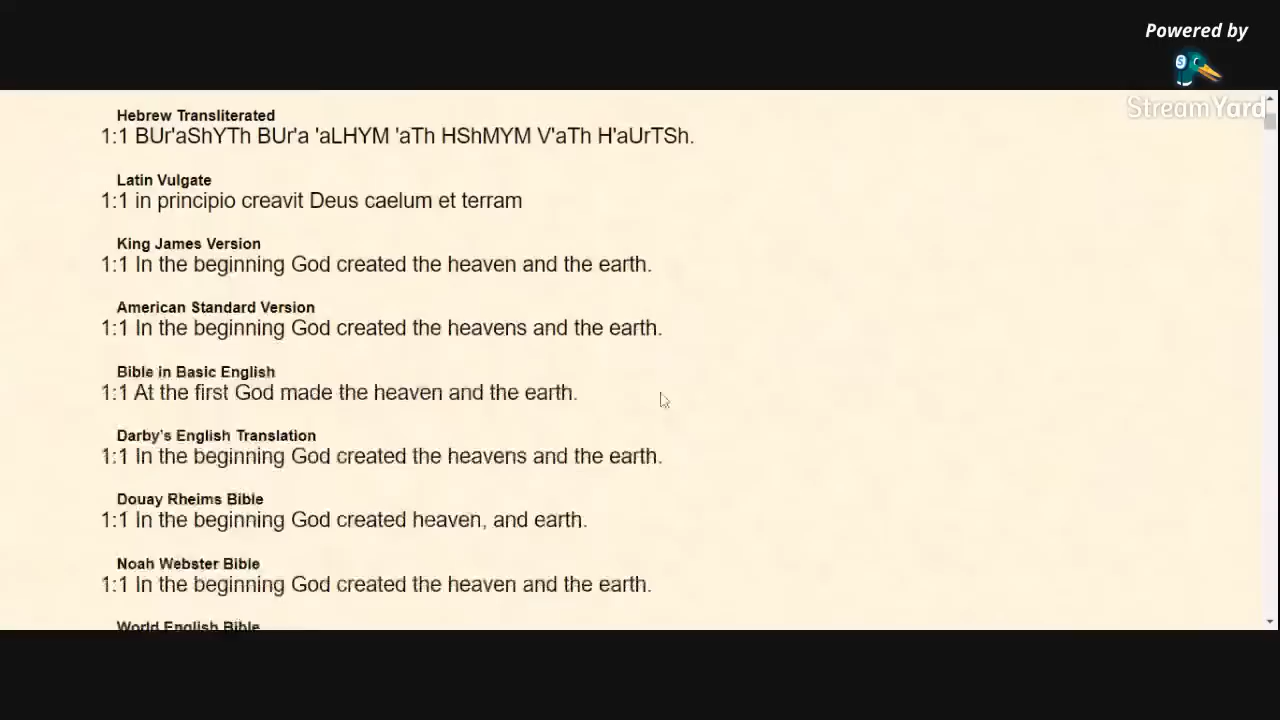 Powered by
StreamYard
Hebrew Transliterated
1:1 BUr'aShYTh BUr'a 'aLHYM 'aTh HShMYM V'aTh H'aUrTSh.
Latin Vulgate
1:1 in principio creavit Deus caelum et terram
King James Version
1:1 In the beginning God created the heaven and the earth.
American Standard Version
1:1 In the beginning God created the heavens and the earth.
Bible in Basic English
1:1 At the first God made the heaven and the earth.
Darby's English Translation
1:1 In the beginning God created the heavens and the earth.
Douay Rheims Bible
1:1 In the beginning God created heaven, and earth.
Noah Webster Bible
1:1 In the beginning God created the heaven and the earth.
World English Bible